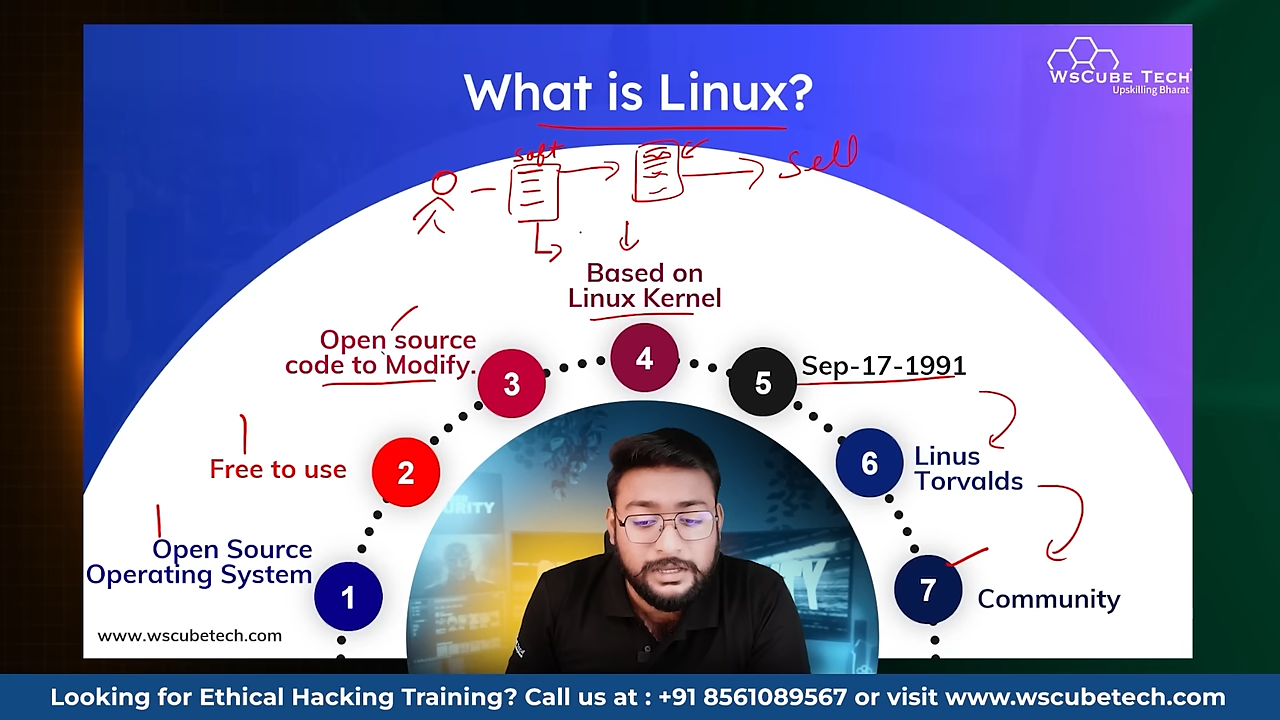 WsCube Tech
Upskilling Bharat
What is Linux?
soft
sell
Based on
Linux Kernel
Open source
code to Modify.
4
3
5
Sep-17-1991
Free to use
2
6
Linus
Torvalds
URITY
Open Source
Operating System
1
7
Community
www.wscubetech.com
Looking for Ethical Hacking Training? Call us at : +91 8561089567 or visit www.wscubetech.com